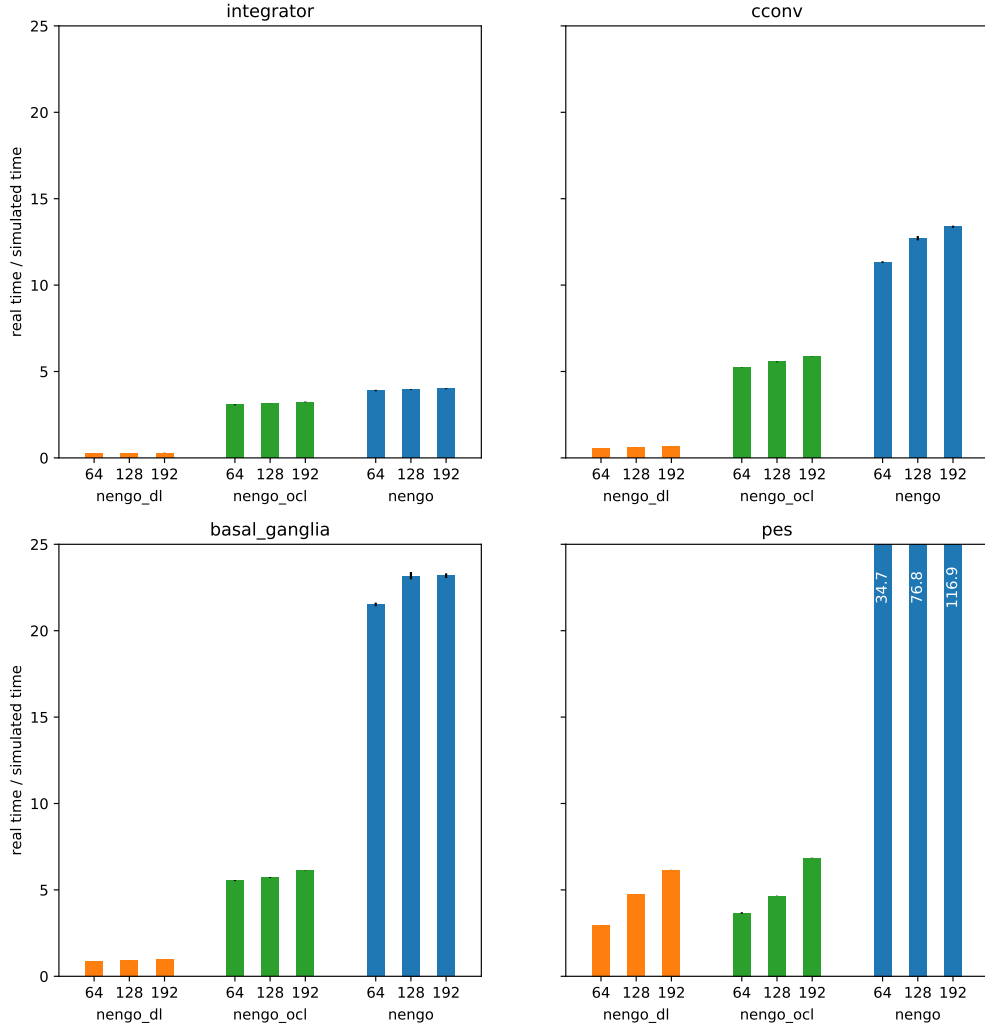 integrator
25
20
15
10
5
0
real time / simulated time
64 128 192 64 128 192 64 128 192
nengo_dl nengo_ocl nengo
cconv
64 128 192 64 128 192 64 128 192
nengo_dl nengo_ocl nengo
basal_ganglia
25
20
15
10
5
0
real time / simulated time
64 128 192 64 128 192 64 128 192
nengo_dl nengo_ocl nengo
pes
34.7 76.8 116.9
64 128 192 64 128 192 64 128 192
nengo_dl nengo_ocl nengo